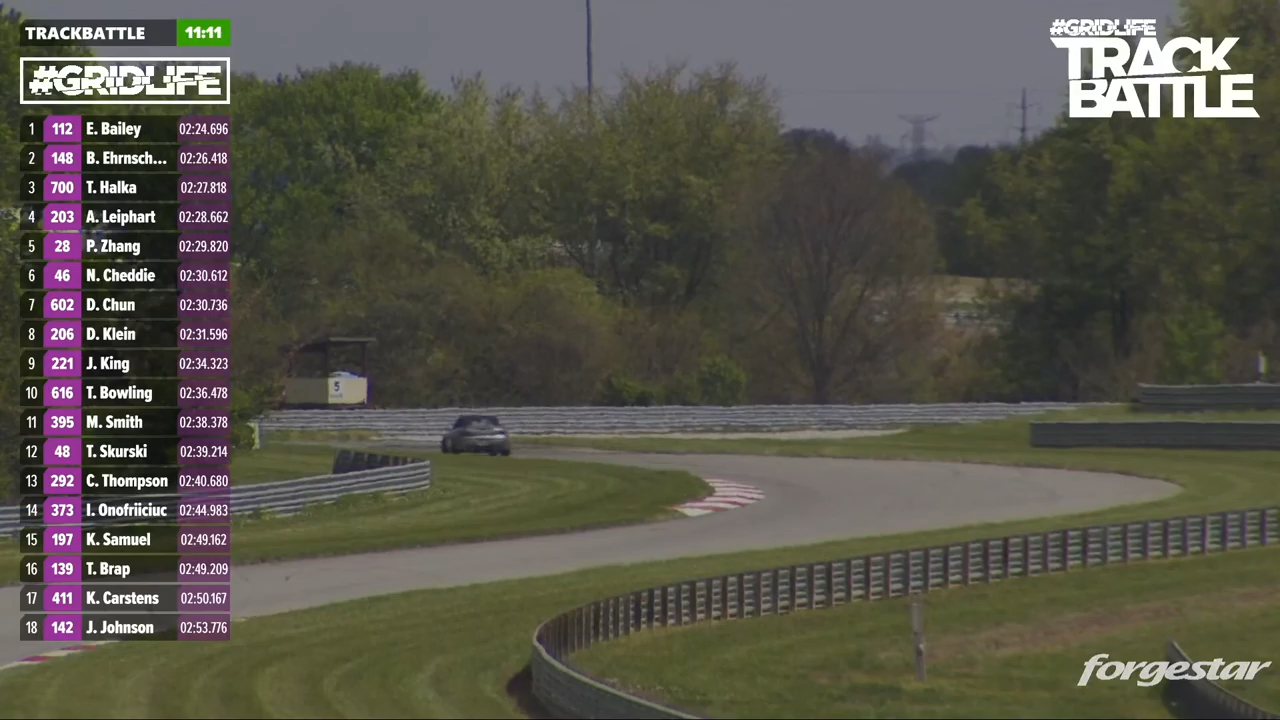 TRACKBATTLE 11:11
#GRIDLIFE
1 112 E. Bailey 02:24.696
2 148 B. Ehrnsch... 02:26.418
3 700 T. Halka 02:27.818
4 203 A. Leiphart 02:28.662
5 28 P. Zhang 02:29.820
6 46 N. Cheddie 02:30.612
7 602 D. Chun 02:30.736
8 206 D. Klein 02:31.596
9 221 J. King 02:34.323
10 616 T. Bowling 02:36.478
11 395 M. Smith 02:38.378
12 48 T. Skurski 02:39.214
13 292 C. Thompson 02:40.680
14 373 I. Onofriiciuc 02:44.983
15 197 K. Samuel 02:49.162
16 139 T. Brap 02:49.209
17 411 K. Carstens 02:50.167
18 142 J. Johnson 02:53.776
#GRIDLIFE
TRACK
BATTLE
5
forgestar